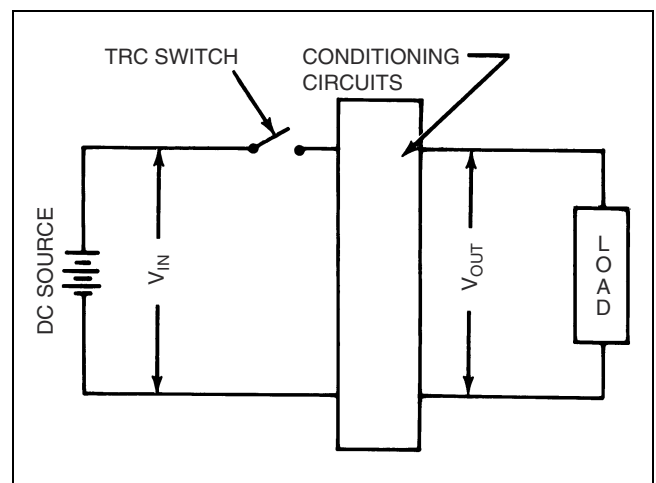 TRC SWITCH
CONDITIONING
CIRCUITS
DC SOURCE
VIN
VOUT
L
O
A
D